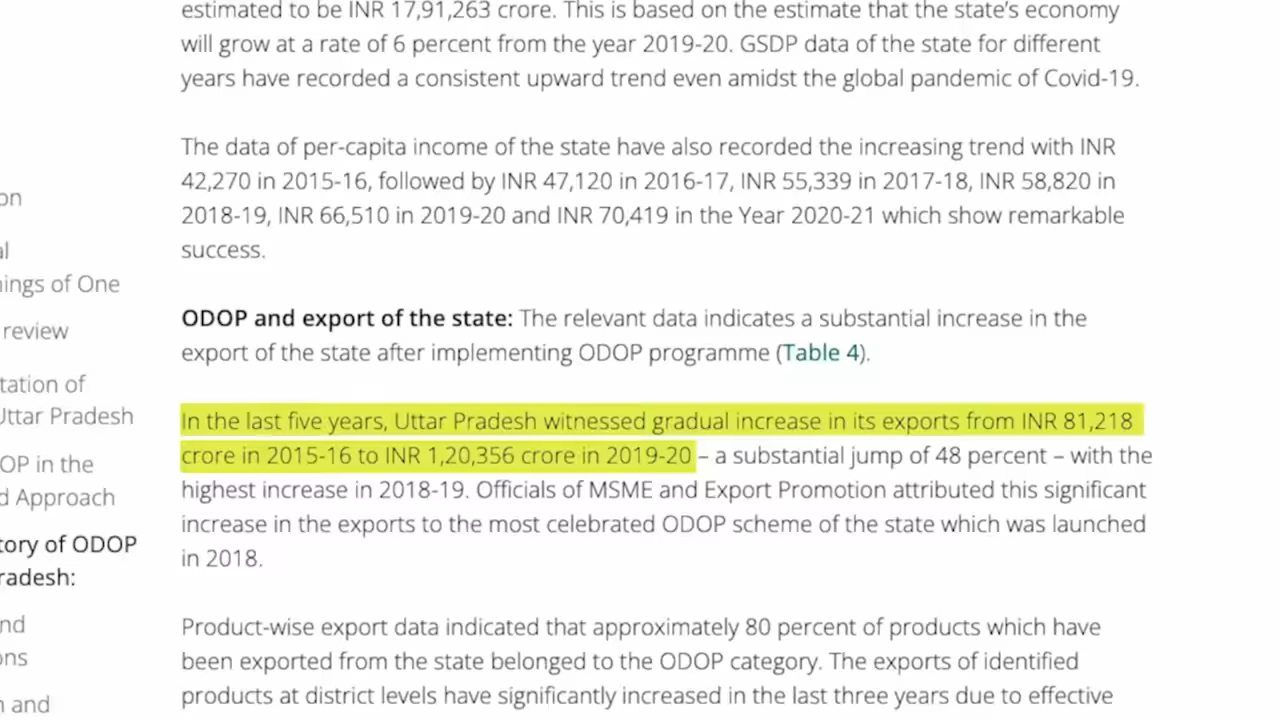 estimated to be INR 17,91,263 crore. This is based on the estimate that the state's economy
will grow at a rate of 6 percent from the year 2019-20. GSDP data of the state for different
years have recorded a consistent upward trend even amidst the global pandemic of Covid-19.
The data of per-capita income of the state have also recorded the increasing trend with INR
42,270 in 2015-16, followed by INR 47,120 in 2016-17, INR 55,339 in 2017-18, INR 58,820 in
2018-19, INR 66,510 in 2019-20 and INR 70,419 in the Year 2020-21 which show remarkable
success.
ODOP and export of the state: The relevant data indicates a substantial increase in the
export of the state after implementing ODOP programme (Table 4).
In the last five years, Uttar Pradesh witnessed gradual increase in its exports from INR 81,218
crore in 2015-16 to INR 1,20,356 crore in 2019-20 – a substantial jump of 48 percent – with the
highest increase in 2018-19. Officials of MSME and Export Promotion attributed this significant
increase in the exports to the most celebrated ODOP scheme of the state which was launched
in 2018.
Product-wise export data indicated that approximately 80 percent of products which have
been exported from the state belonged to the ODOP category. The exports of identified
products at district levels have significantly increased in the last three years due to effective
on
al
nings of One
review
tation of
Uttar Pradesh
OP in the
d Approach
tory of ODOP
radesh:
nd
ons
n and